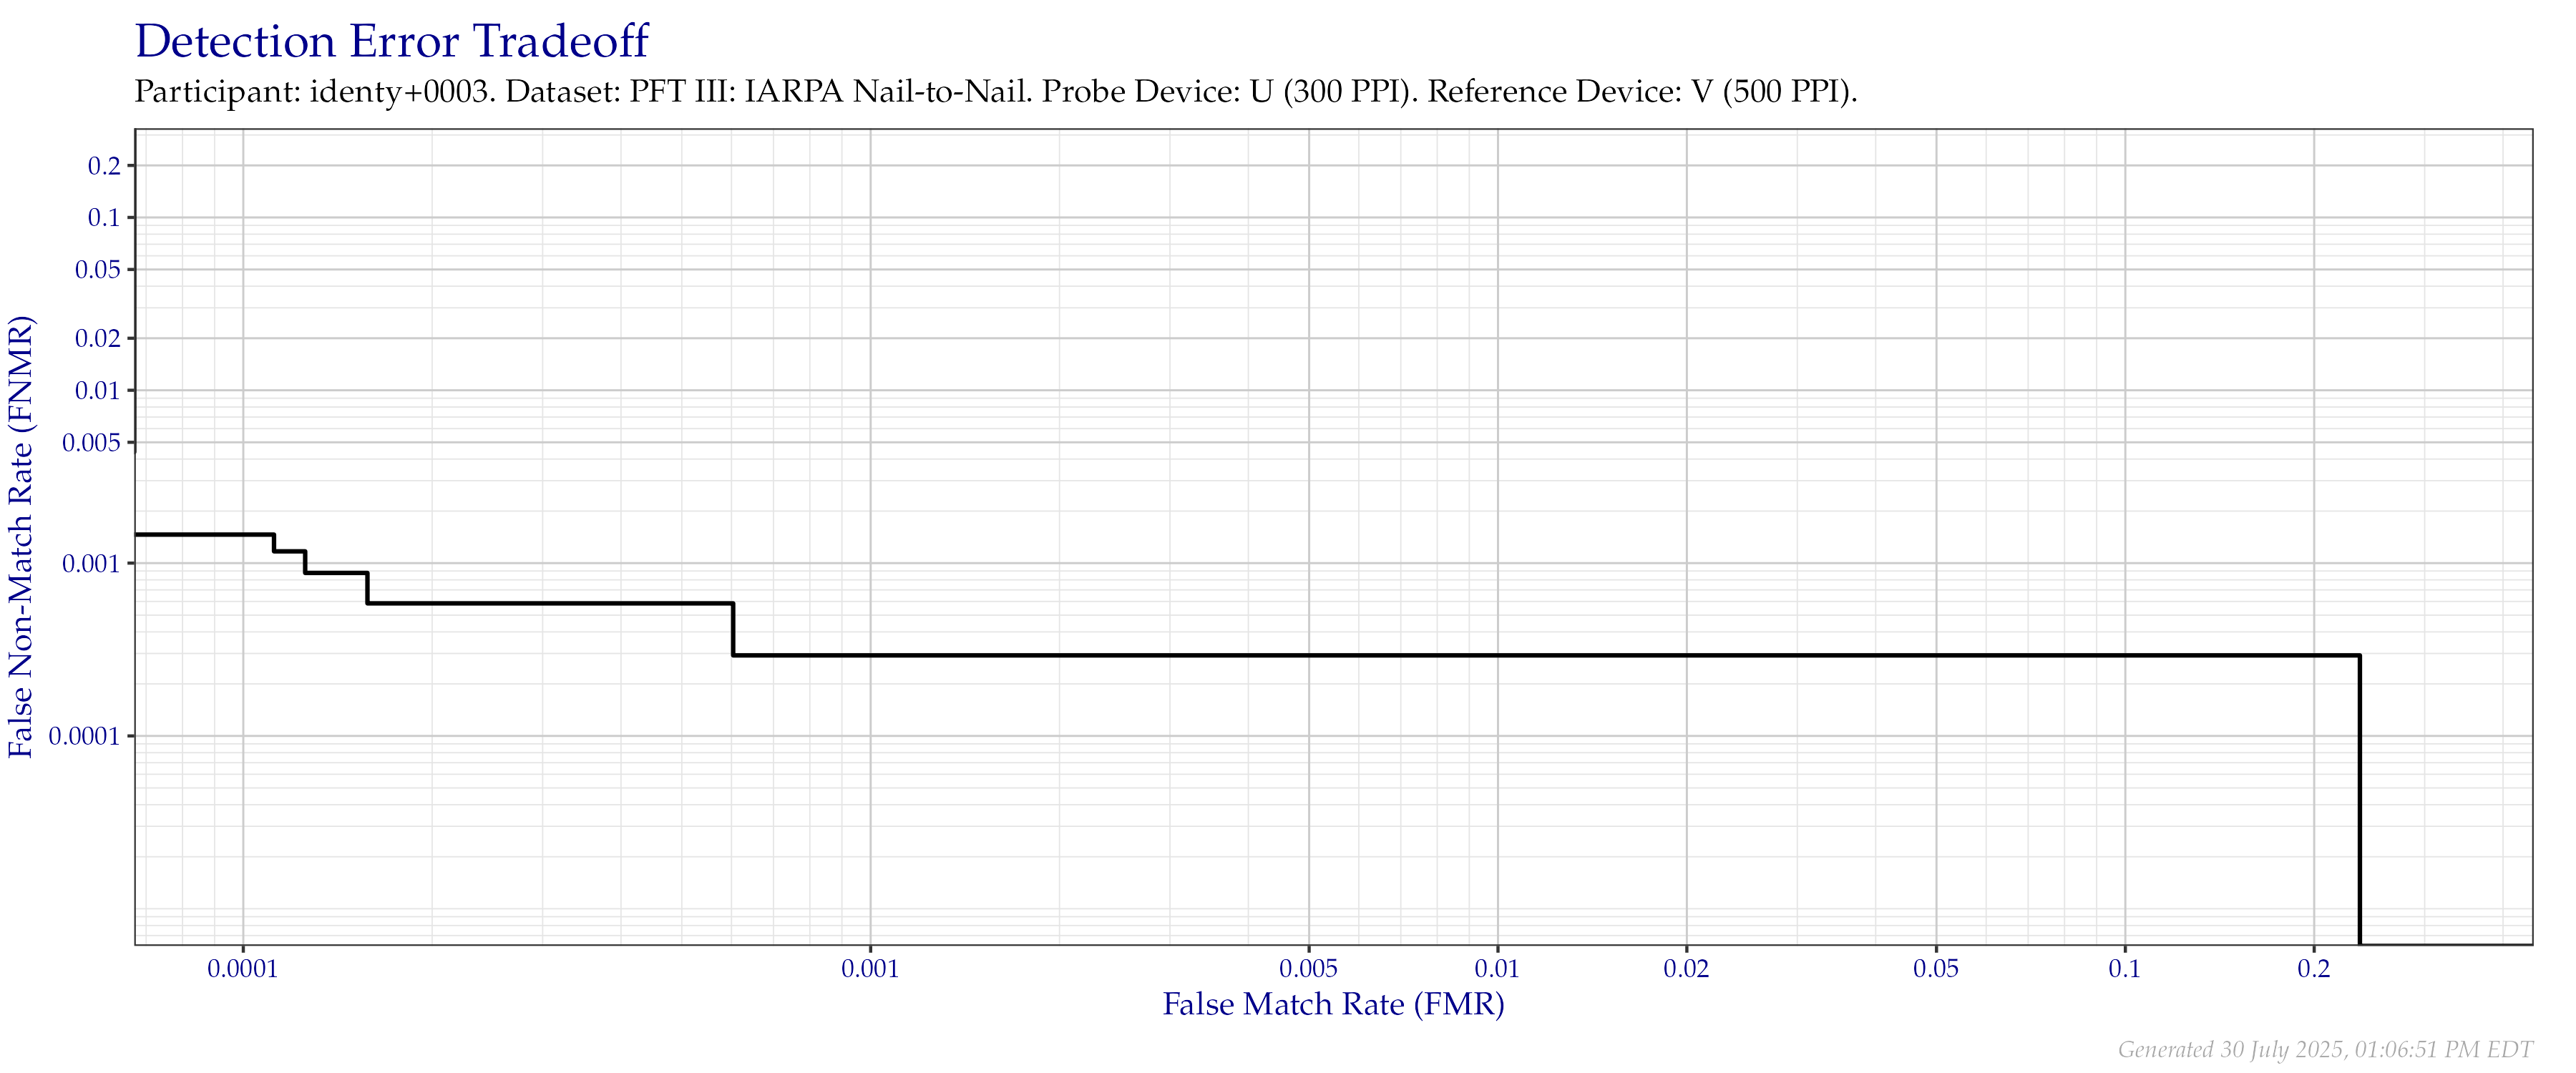 Detection Error Tradeoff
Participant: identy+0003. Dataset: PFT III: IARPA Nail-to-Nail. Probe Device: U (300 PPI). Reference Device: V (500 PPI).
False Non-Match Rate (FNMR)
0.2
0.1
0.05
0.02
0.01
0.005
0.001
0.0001
0.0001 0.001 0.005 0.01 0.02 0.05 0.1 0.2
False Match Rate (FMR)
Generated 30 July 2025, 01:06:51 PM EDT